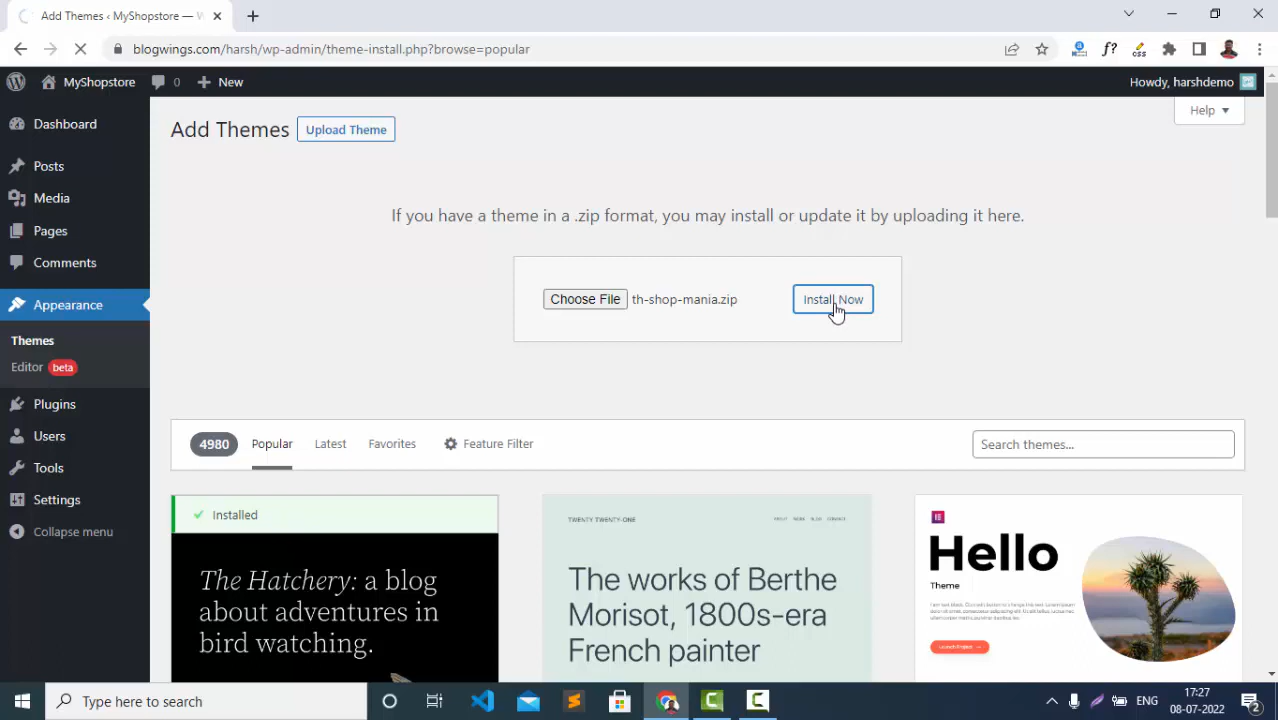 Add Themes ‹ MyShopstore — W
blogwings.com/harsh/wp-admin/theme-install.php?browse=popular
MyShopstore 0 New Howdy, harshdemo
Help
Add Themes Upload Theme
Dashboard
Posts
Media
Pages
Comments
Appearance
Themes
Editor beta
Plugins
Users
Tools
Settings
Collapse menu
If you have a theme in a .zip format, you may install or update it by uploading it here.
Choose File th-shop-mania.zip Install Now
4980 Popular Latest Favorites Feature Filter Search themes...
Installed
The Hatchery: a blog
about adventures in
bird watching.
TWENTY TWENTY-ONE ABOUT WORK BLOG CONTACT
The works of Berthe
Morisot, 1800s-era
French painter
Hello
Theme
Type here to search
ENG
17:27
08-07-2022
2